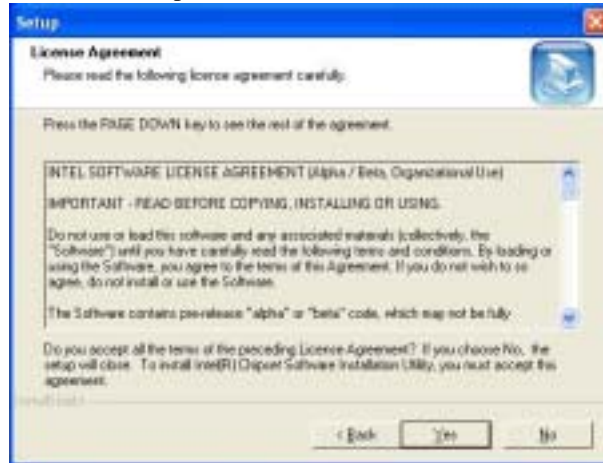 Setup
License Agreement
Please read the following license agreement carefully.
Press the PAGE DOWN key to see the rest of the agreement.
INTEL SOFTWARE LICENSE AGREEMENT (Alpha / Beta, Organizational Use)
IMPORTANT - READ BEFORE COPYING, INSTALLING OR USING.
Do not use or load this software and any associated materials (collectively, the
"Software") until you have carefully read the following terms and conditions. By loading or
using the Software, you agree to the terms of this Agreement. If you do not wish to so
agree, do not install or use the Software.
The Software contains pre-release "alpha" or "beta" code, which may not be fully
Do you accept all the terms of the preceding License Agreement? If you choose No, the
setup will close. To install Intel(R) Chipset Software Installation Utility, you must accept this
agreement.
InstallShield
< Back
Yes
No